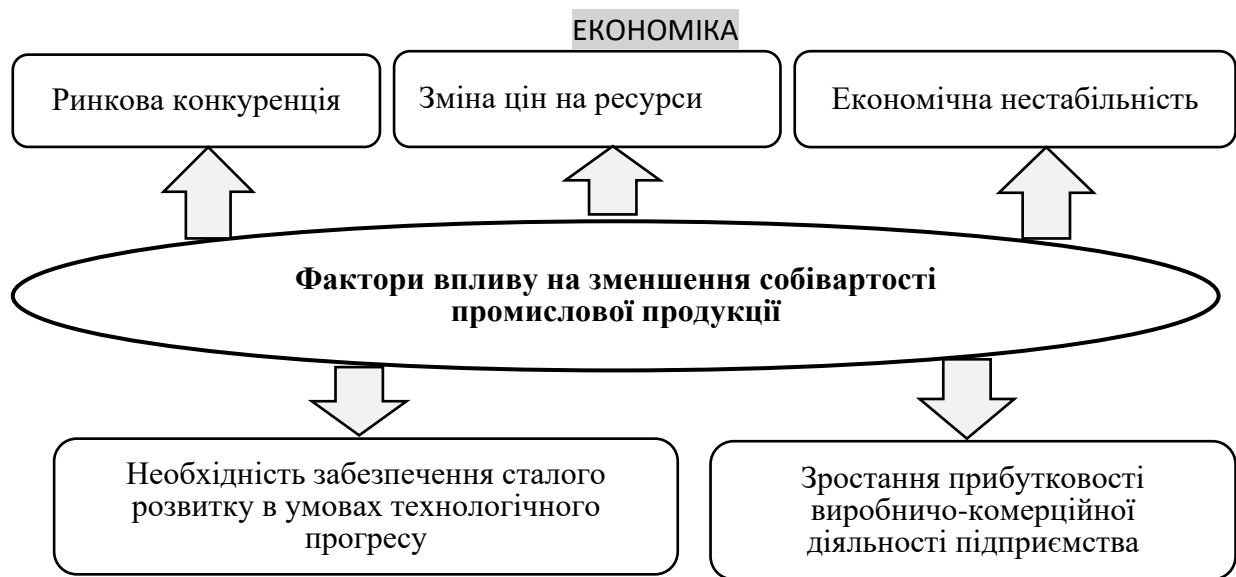 ЕКОНОМІКА
Ринкова конкуренція
Зміна цін на ресурси
Економічна нестабільність
Фактори впливу на зменшення собівартості
промислової продукції
Необхідність забезпечення сталого
розвитку в умовах технологічного
прогресу
Зростання прибутковості
виробничо-комерційної
діяльності підприємства